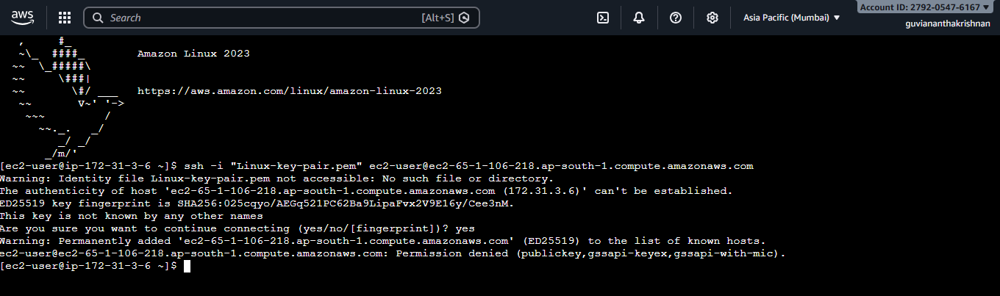 aws
Search
[Alt+S]
Asia Pacific (Mumbai)
Account ID: 2792-0547-6167
guviananthakrishnan
   ,     #_
   ~\_  ####_        Amazon Linux 2023
  ~~  \_#####\
  ~~     \###|
  ~~       \#/ ___   https://aws.amazon.com/linux/amazon-linux-2023
   ~~       V~' '->
    ~~~         /
      ~~._.   _/
         _/ _/
       _/m/'
[ec2-user@ip-172-31-3-6 ~]$ ssh -i "Linux-key-pair.pem" ec2-user@ec2-65-1-106-218.ap-south-1.compute.amazonaws.com
Warning: Identity file Linux-key-pair.pem not accessible: No such file or directory.
The authenticity of host 'ec2-65-1-106-218.ap-south-1.compute.amazonaws.com (172.31.3.6)' can't be established.
ED25519 key fingerprint is SHA256:025cqyo/AEGq521PC62Ba9LipaFvx2V9E16y/Cee3nM.
This key is not known by any other names
Are you sure you want to continue connecting (yes/no/[fingerprint])? yes
Warning: Permanently added 'ec2-65-1-106-218.ap-south-1.compute.amazonaws.com' (ED25519) to the list of known hosts.
ec2-user@ec2-65-1-106-218.ap-south-1.compute.amazonaws.com: Permission denied (publickey,gssapi-keyex,gssapi-with-mic).
[ec2-user@ip-172-31-3-6 ~]$